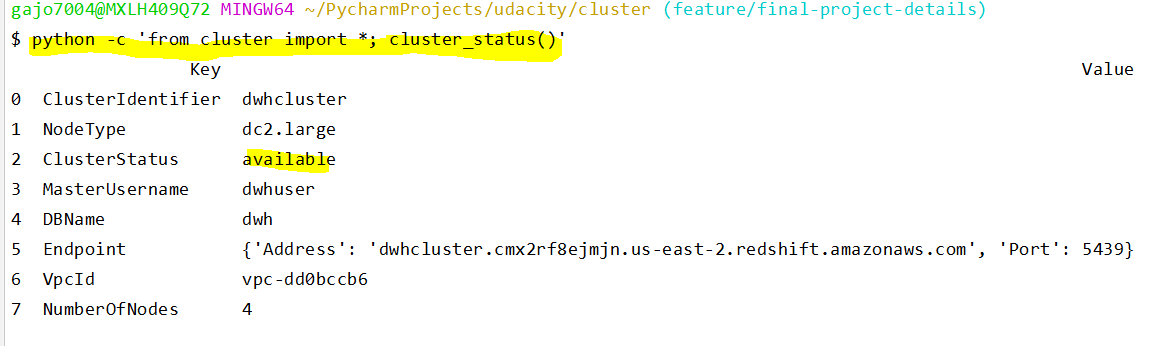 gajo7004@MXLH409Q72 MINGW64 ~/PycharmProjects/udacity/cluster (feature/final-project-details)
$ python -c 'from cluster import *; cluster_status()'
Key Value
0 ClusterIdentifier dwhcluster
1 NodeType dc2.large
2 ClusterStatus available
3 MasterUsername dwhuser
4 DBName dwh
5 Endpoint {'Address': 'dwhcluster.cmx2rf8ejmjn.us-east-2.redshift.amazonaws.com', 'Port': 5439}
6 VpcId vpc-dd0bccb6
7 NumberOfNodes 4